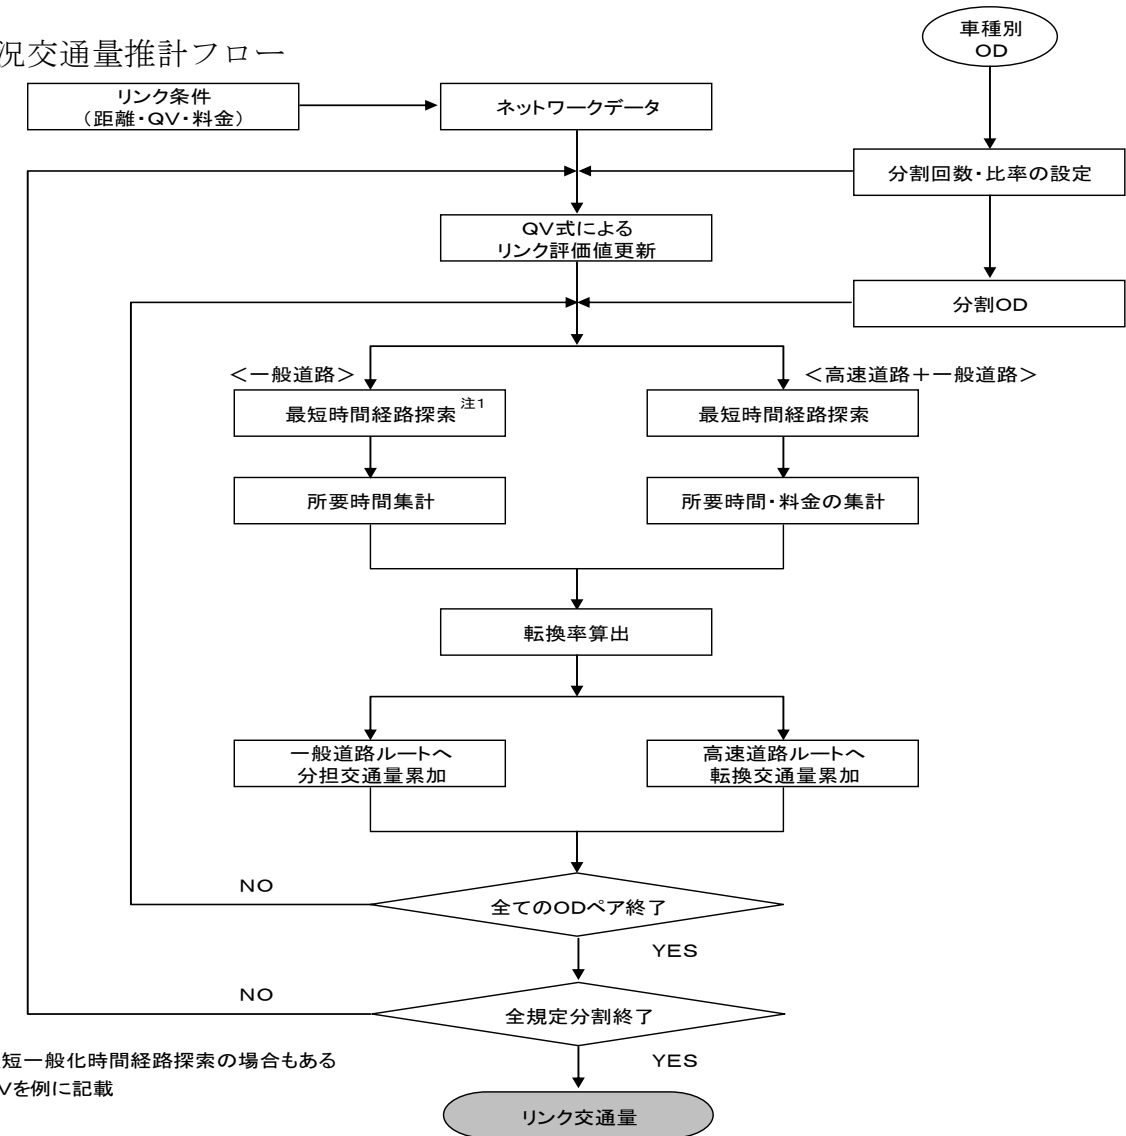 況交通量推計フロー
車種別
OD
リンク条件
(距離・QV・料金)
ネットワークデータ
分割回数・比率の設定
QV式による
リンク評価値更新
分割OD
<一般道路>
<高速道路+一般道路>
最短時間経路探索 注1
最短時間経路探索
所要時間集計
所要時間・料金の集計
転換率算出
一般道路ルートへ
分担交通量累加
高速道路ルートへ
転換交通量累加
NO
全てのODペア終了
YES
NO
全規定分割終了
YES
短一般化時間経路探索の場合もある
Vを例に記載
リンク交通量